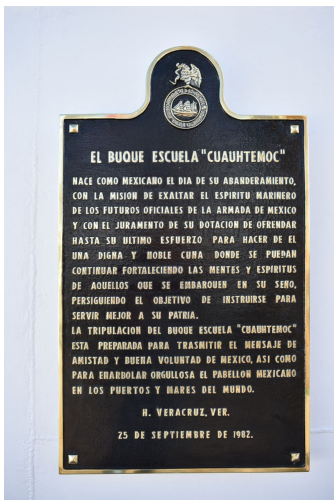 EL BUQUE ESCUELA "CUAUHTEMOC"
NACE COMO MEXICANO EL DIA DE SU ABANDERAMIENTO,
CON LA MISION DE EXALTAR EL ESPIRITU MARINERO
DE LOS FUTUROS OFICIALES DE LA ARMADA DE MEXICO
Y CON EL JURAMENTO DE SU DOTACION DE OFRENDAR
HASTA SU ULTIMO ESFUERZO PARA HACER DE EL
UNA DIGNA Y NOBLE CUNA DONDE SE PUEDAN
CONTINUAR FORTALECIENDO LAS MENTES Y ESPIRITUS
DE AQUELLOS QUE SE EMBARQUEN EN SU SENO,
PERSIGUIENDO EL OBJETIVO DE INSTRUIRSE PARA
SERVIR MEJOR A SU PATRIA.
LA TRIPULACION DEL BUQUE ESCUELA "CUAUHTEMOC"
ESTA PREPARADA PARA TRASMITIR EL MENSAJE DE
AMISTAD Y BUENA VOLUNTAD DE MEXICO, ASI COMO
PARA ENARBOLAR ORGULLOSA EL PABELLON MEXICANO
EN LOS PUERTOS Y MARES DEL MUNDO.
H. VERACRUZ, VER.
25 DE SEPTIEMBRE DE 1982.